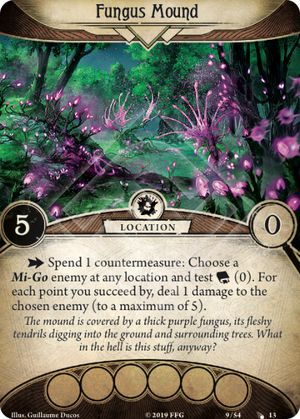 Fungus Mound
5
LOCATION
0
Spend 1 countermeasure: Choose a
Mi-Go enemy at any location and test (0). For
each point you succeed by, deal 1 damage to the
chosen enemy (to a maximum of 5).
The mound is covered by a thick purple fungus, its fleshy
tendrils digging into the ground and surrounding trees. What
in the hell is this stuff, anyway?
Illus. Guillaume Ducos © 2019 FFG 9/54 13